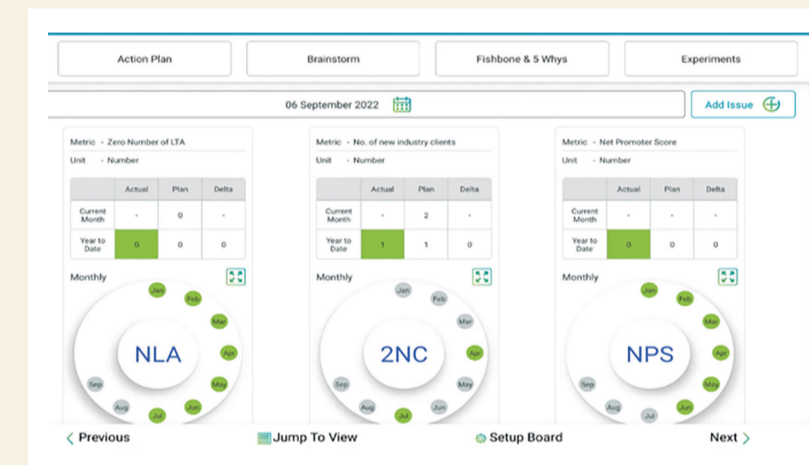 Action Plan
Brainstorm
Fishbone & 5 Whys
Experiments
06 September 2022
Add Issue
Metric - Zero Number of LTA
Unit - Number
Actual Plan Delta
Current Month - 0 -
Year to Date 0 0 0
Monthly
Jan
Feb
Mar
Apr
May
Jun
Jul
Aug
Sep
NLA
Metric - No. of new industry clients
Unit - Number
Actual Plan Delta
Current Month - 2 -
Year to Date 1 1 0
Monthly
Jan
Feb
Mar
Apr
May
Jun
Jul
Aug
Sep
2NC
Metric - Net Promoter Score
Unit - Number
Actual Plan Delta
Current Month - - -
Year to Date 0 0 0
Monthly
Jan
Feb
Mar
Apr
May
Jun
Jul
Aug
Sep
NPS
< Previous
Jump To View
Setup Board
Next >